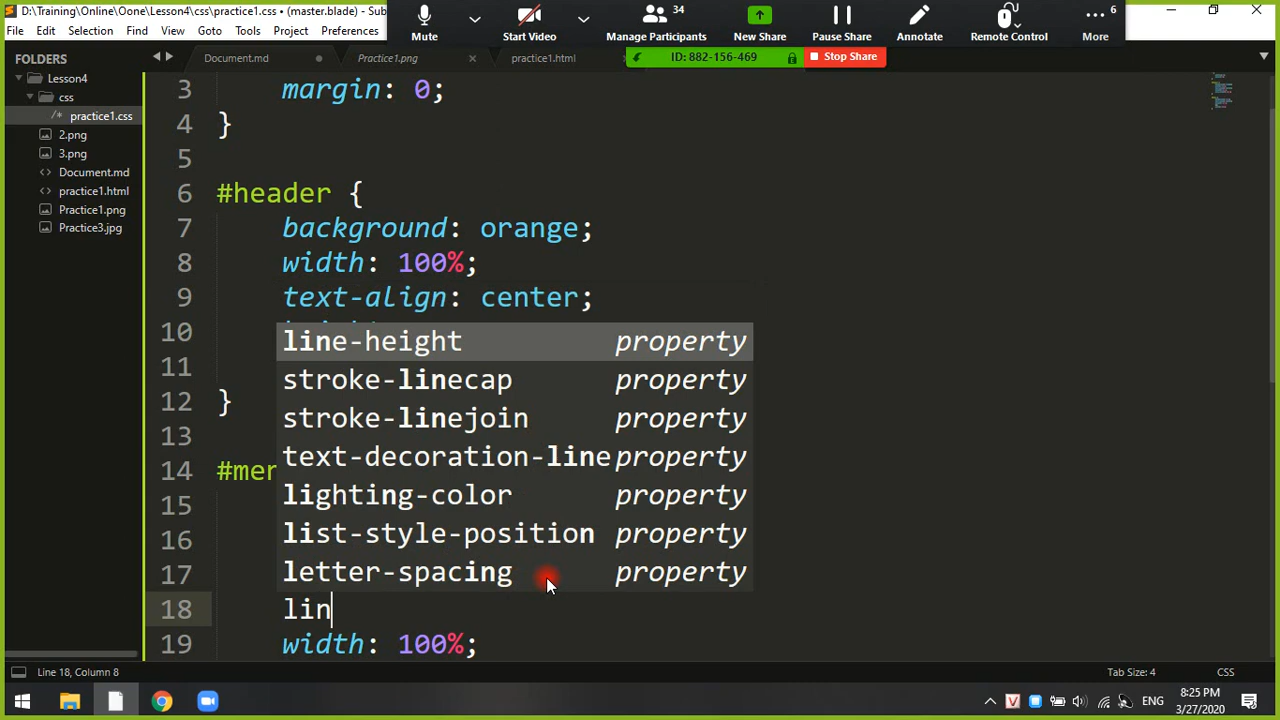 D:\Training\Online\Oone\Lesson4\css\practice1.css • (master.blade) - Sub
File Edit Selection Find View Goto Tools Project Preferences
Mute
Start Video
34
Manage Participants
New Share
Pause Share
Annotate
Remote Control
6
More
ID: 882-156-469
Stop Share
FOLDERS
Lesson4
css
/* practice1.css
2.png
3.png
<> Document.md
<> practice1.html
Practice1.png
Practice3.jpg
Document.md
Practice1.png
practice1.html
3 margin: 0;
4 }
5
6 #header {
7 background: orange;
8 width: 100%;
9 text-align: center;
10
11
12 }
13
14 #men
15
16
17
18 lin
19 width: 100%;
line-height property
stroke-linecap property
stroke-linejoin property
text-decoration-line property
lighting-color property
list-style-position property
letter-spacing property
Line 18, Column 8
Tab Size: 4
CSS
V
ENG
8:25 PM
3/27/2020